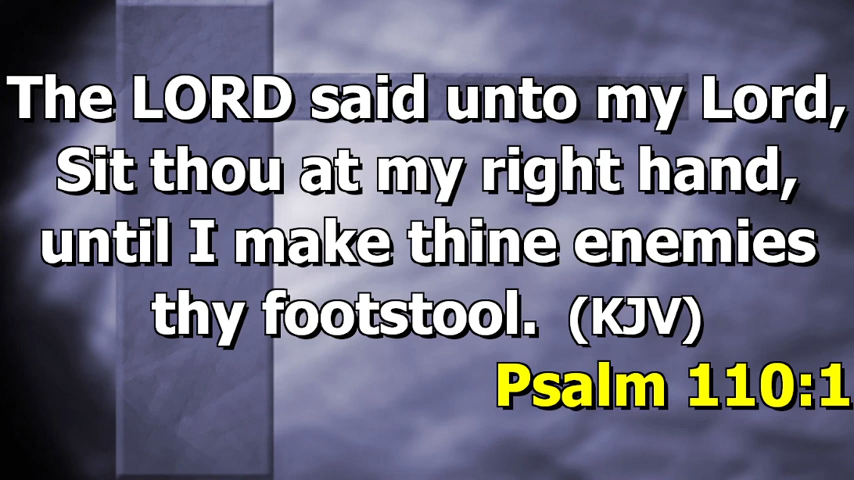 The LORD said unto my Lord,
Sit thou at my right hand,
until I make thine enemies
thy footstool. (KJV)
Psalm 110:1